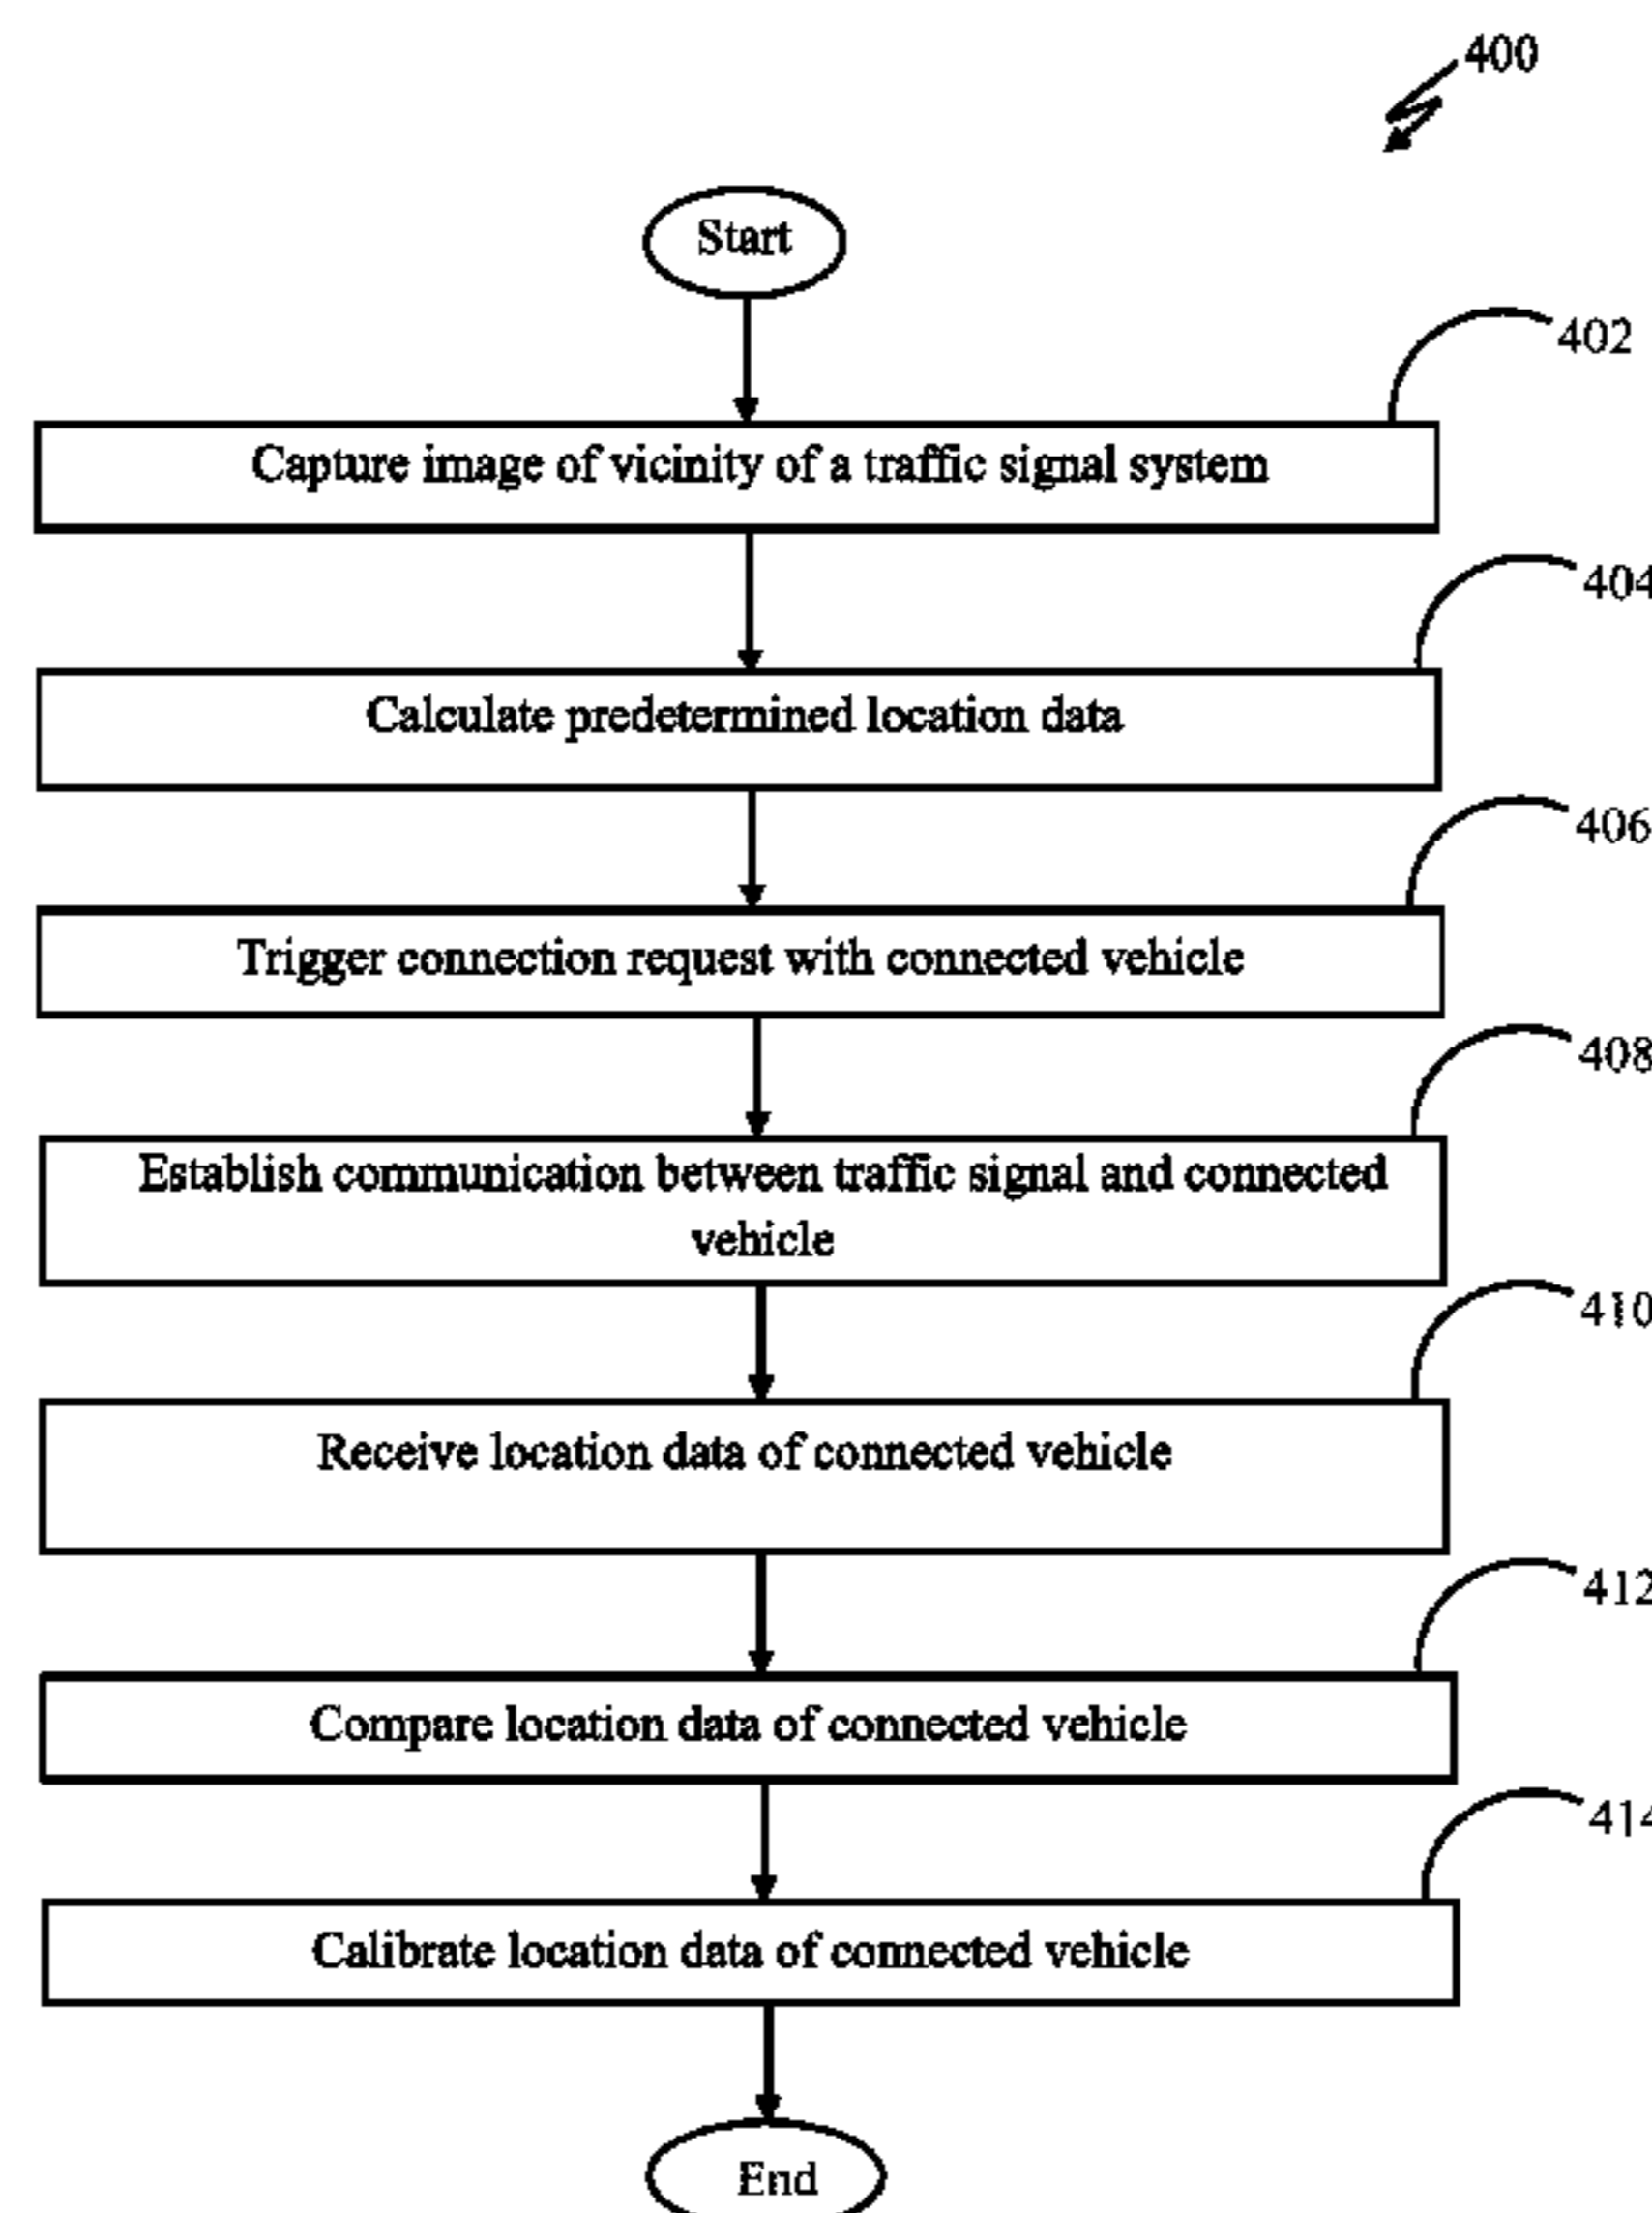 400
Start
402
Capture image of vicinity of a traffic signal system
404
Calculate predetermined location data
406
Trigger connection request with connected vehicle
408
Establish communication between traffic signal and connected
vehicle
410
Receive location data of connected vehicle
412
Compare location data of connected vehicle
414
Calibrate location data of connected vehicle
End